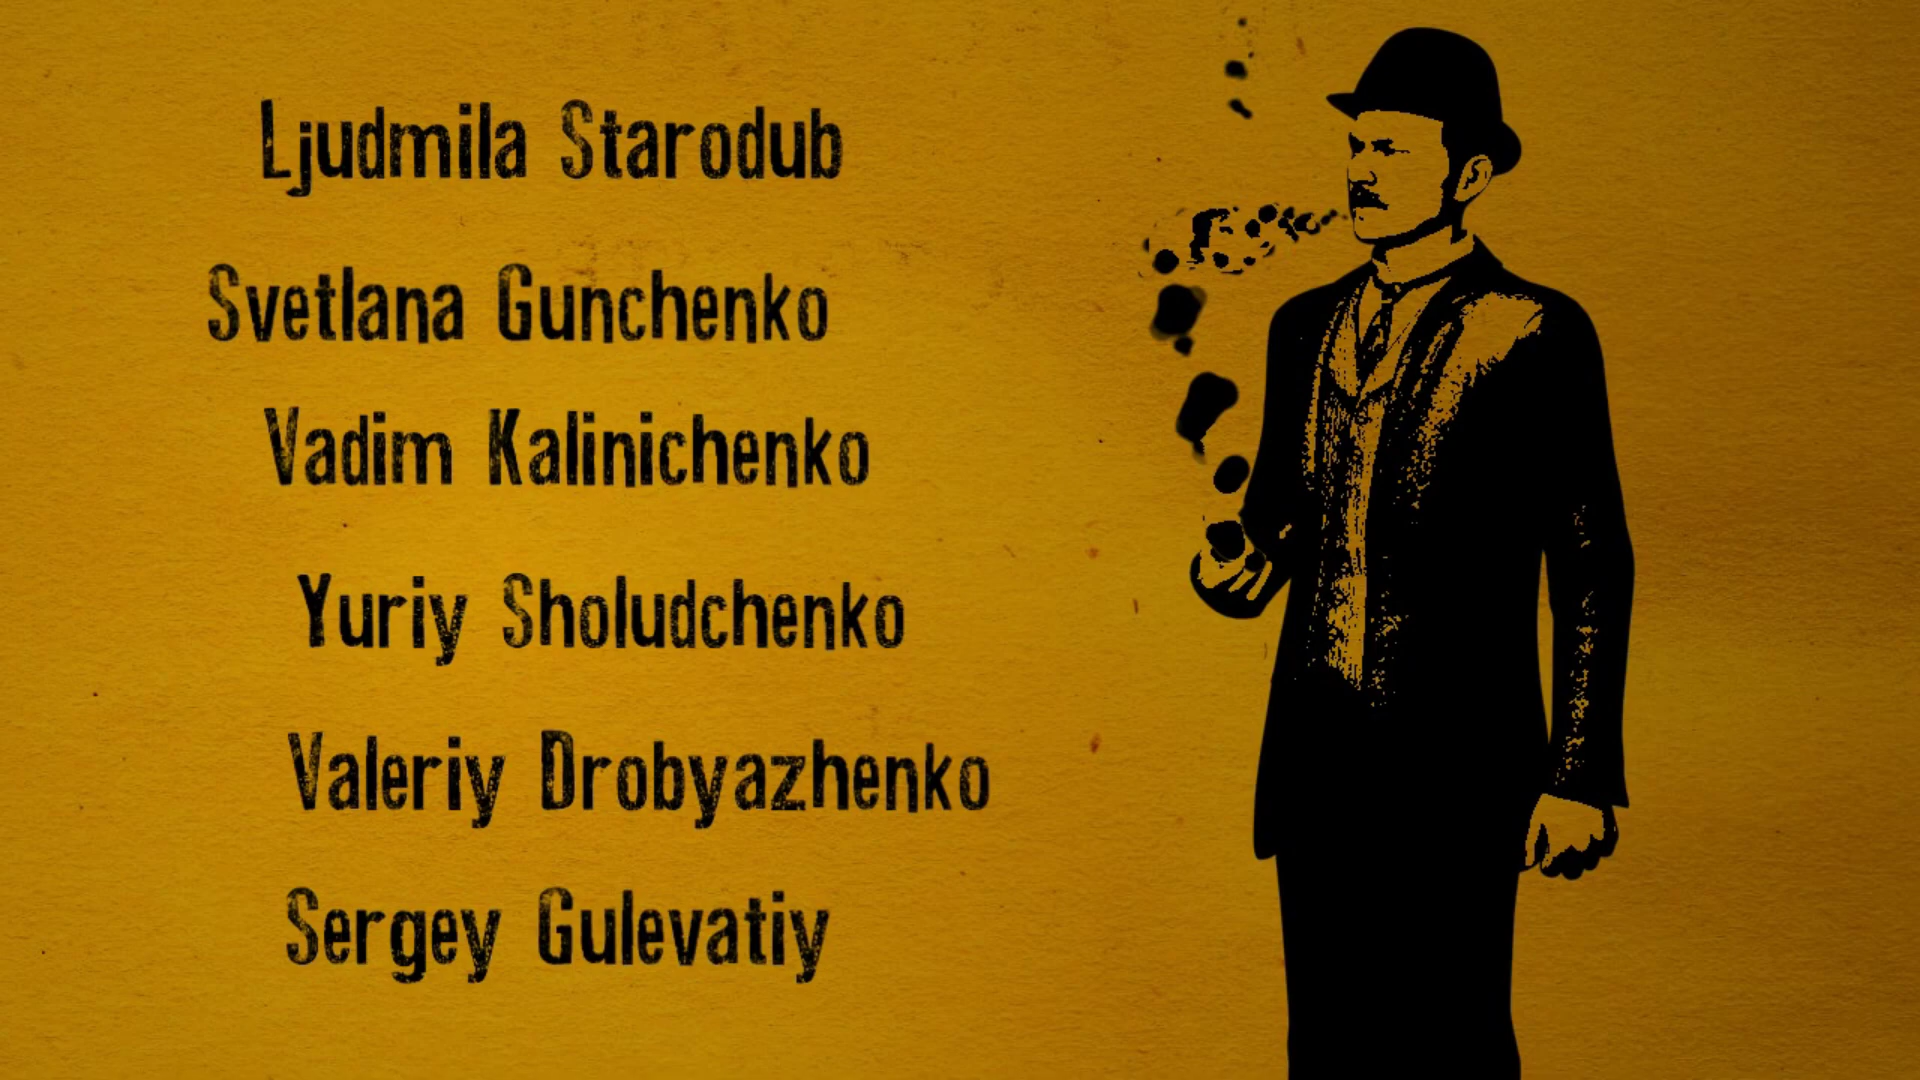 Ljudmila Starodub
Svetlana Gunchenko
Vadim Kalinichenko
Yuriy Sholudchenko
Valeriy Drobyazhenko
Sergey Gulevatiy